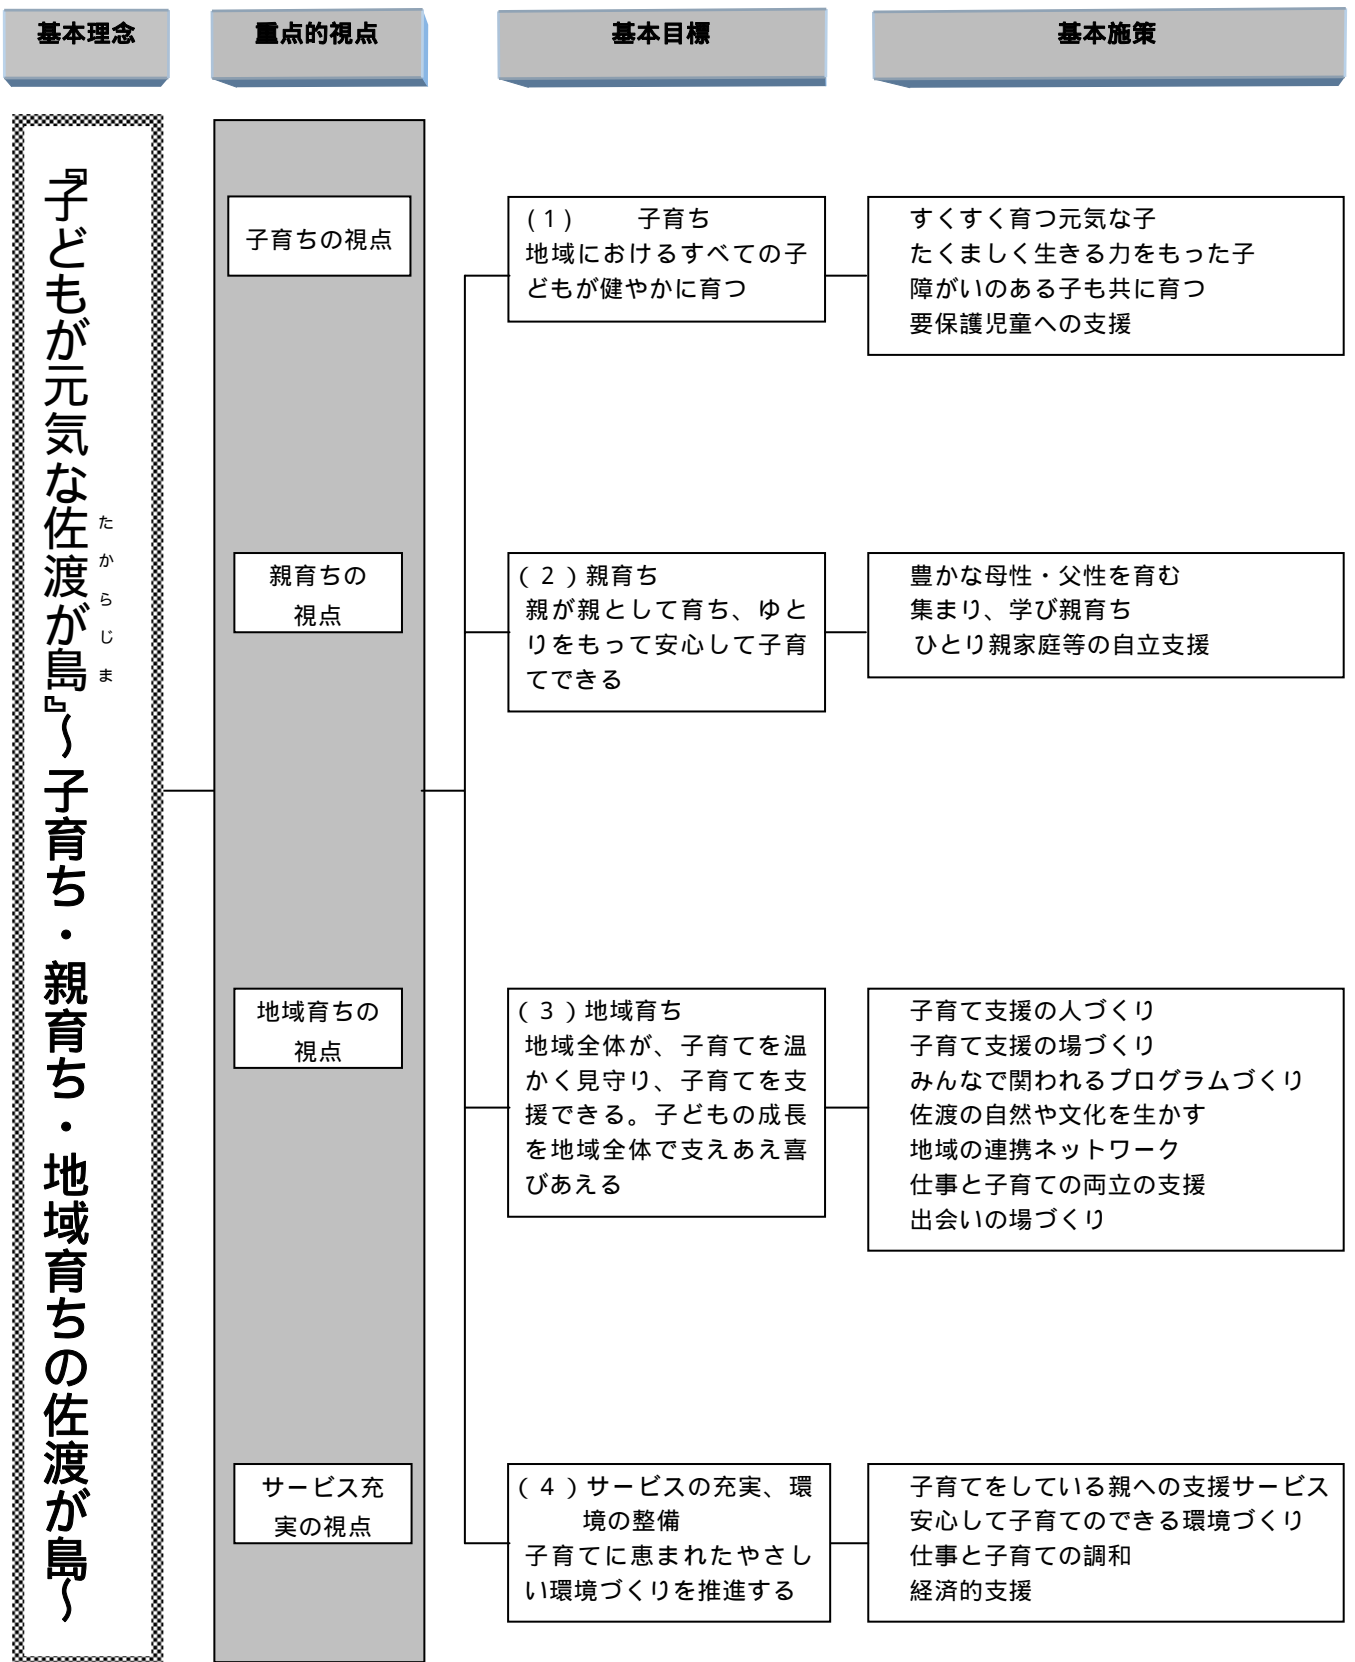 基本理念
重点的視点
基本目標
基本施策
『子どもが元気な佐渡が島』～子育ち・親育ち・地域育ちの佐渡が島～
たからじま
子育ちの視点
(1) 子育ち
地域におけるすべての子
どもが健やかに育つ
すくすく育つ元気な子
たくましく生きる力をもった子
障がいのある子も共に育つ
要保護児童への支援
親育ちの
視点
(2)親育ち
親が親として育ち、ゆと
りをもって安心して子育
てできる
豊かな母性・父性を育む
集まり、学び親育ち
ひとり親家庭等の自立支援
地域育ちの
視点
(3)地域育ち
地域全体が、子育てを温
かく見守り、子育てを支
援できる。子どもの成長
を地域全体で支えあえ喜
びあえる
子育て支援の人づくり
子育て支援の場づくり
みんなで関われるプログラムづくり
佐渡の自然や文化を生かす
地域の連携ネットワーク
仕事と子育ての両立の支援
出会いの場づくり
サービス充
実の視点
(4)サービスの充実、環
境の整備
子育てに恵まれたやさし
い環境づくりを推進する
子育てをしている親への支援サービス
安心して子育てのできる環境づくり
仕事と子育ての調和
経済的支援